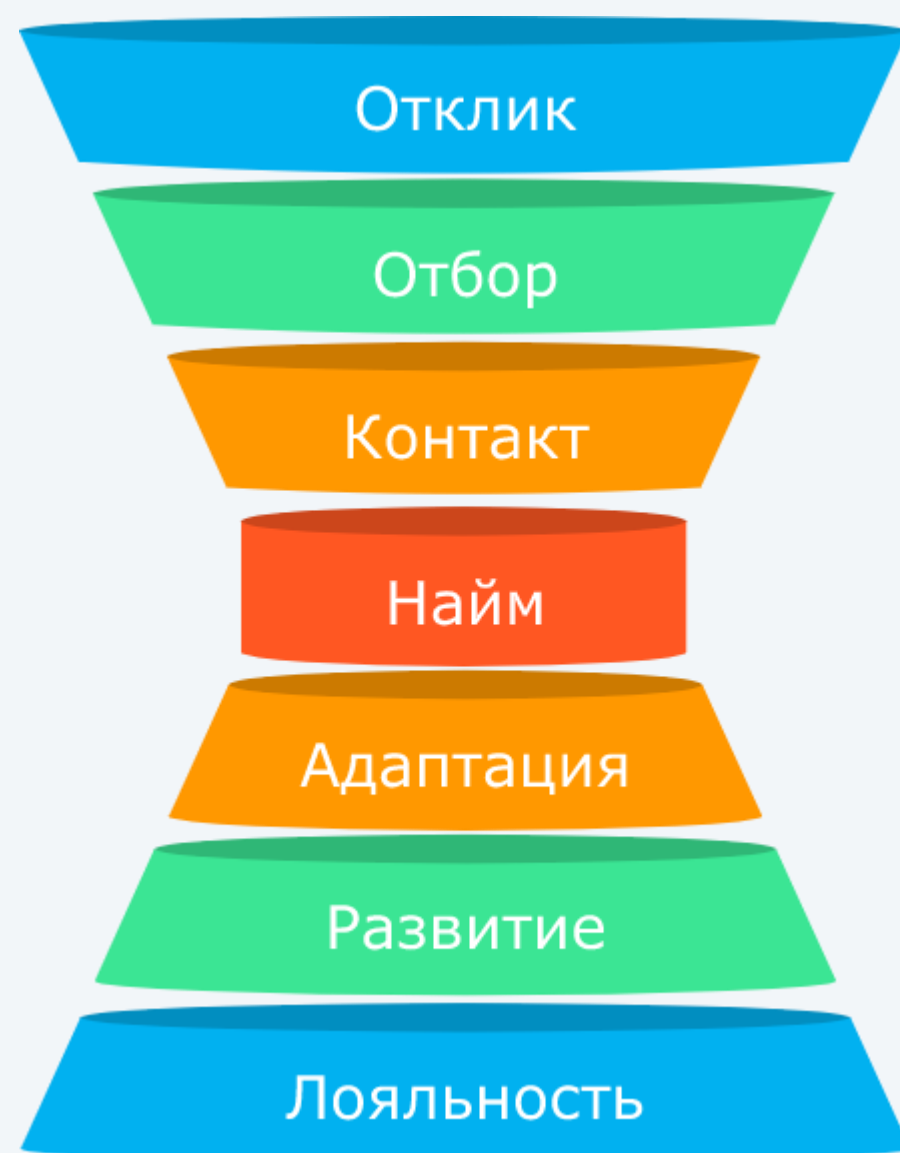 Отклик
Отбор
Контакт
Найм
Адаптация
Развитие
Лояльность